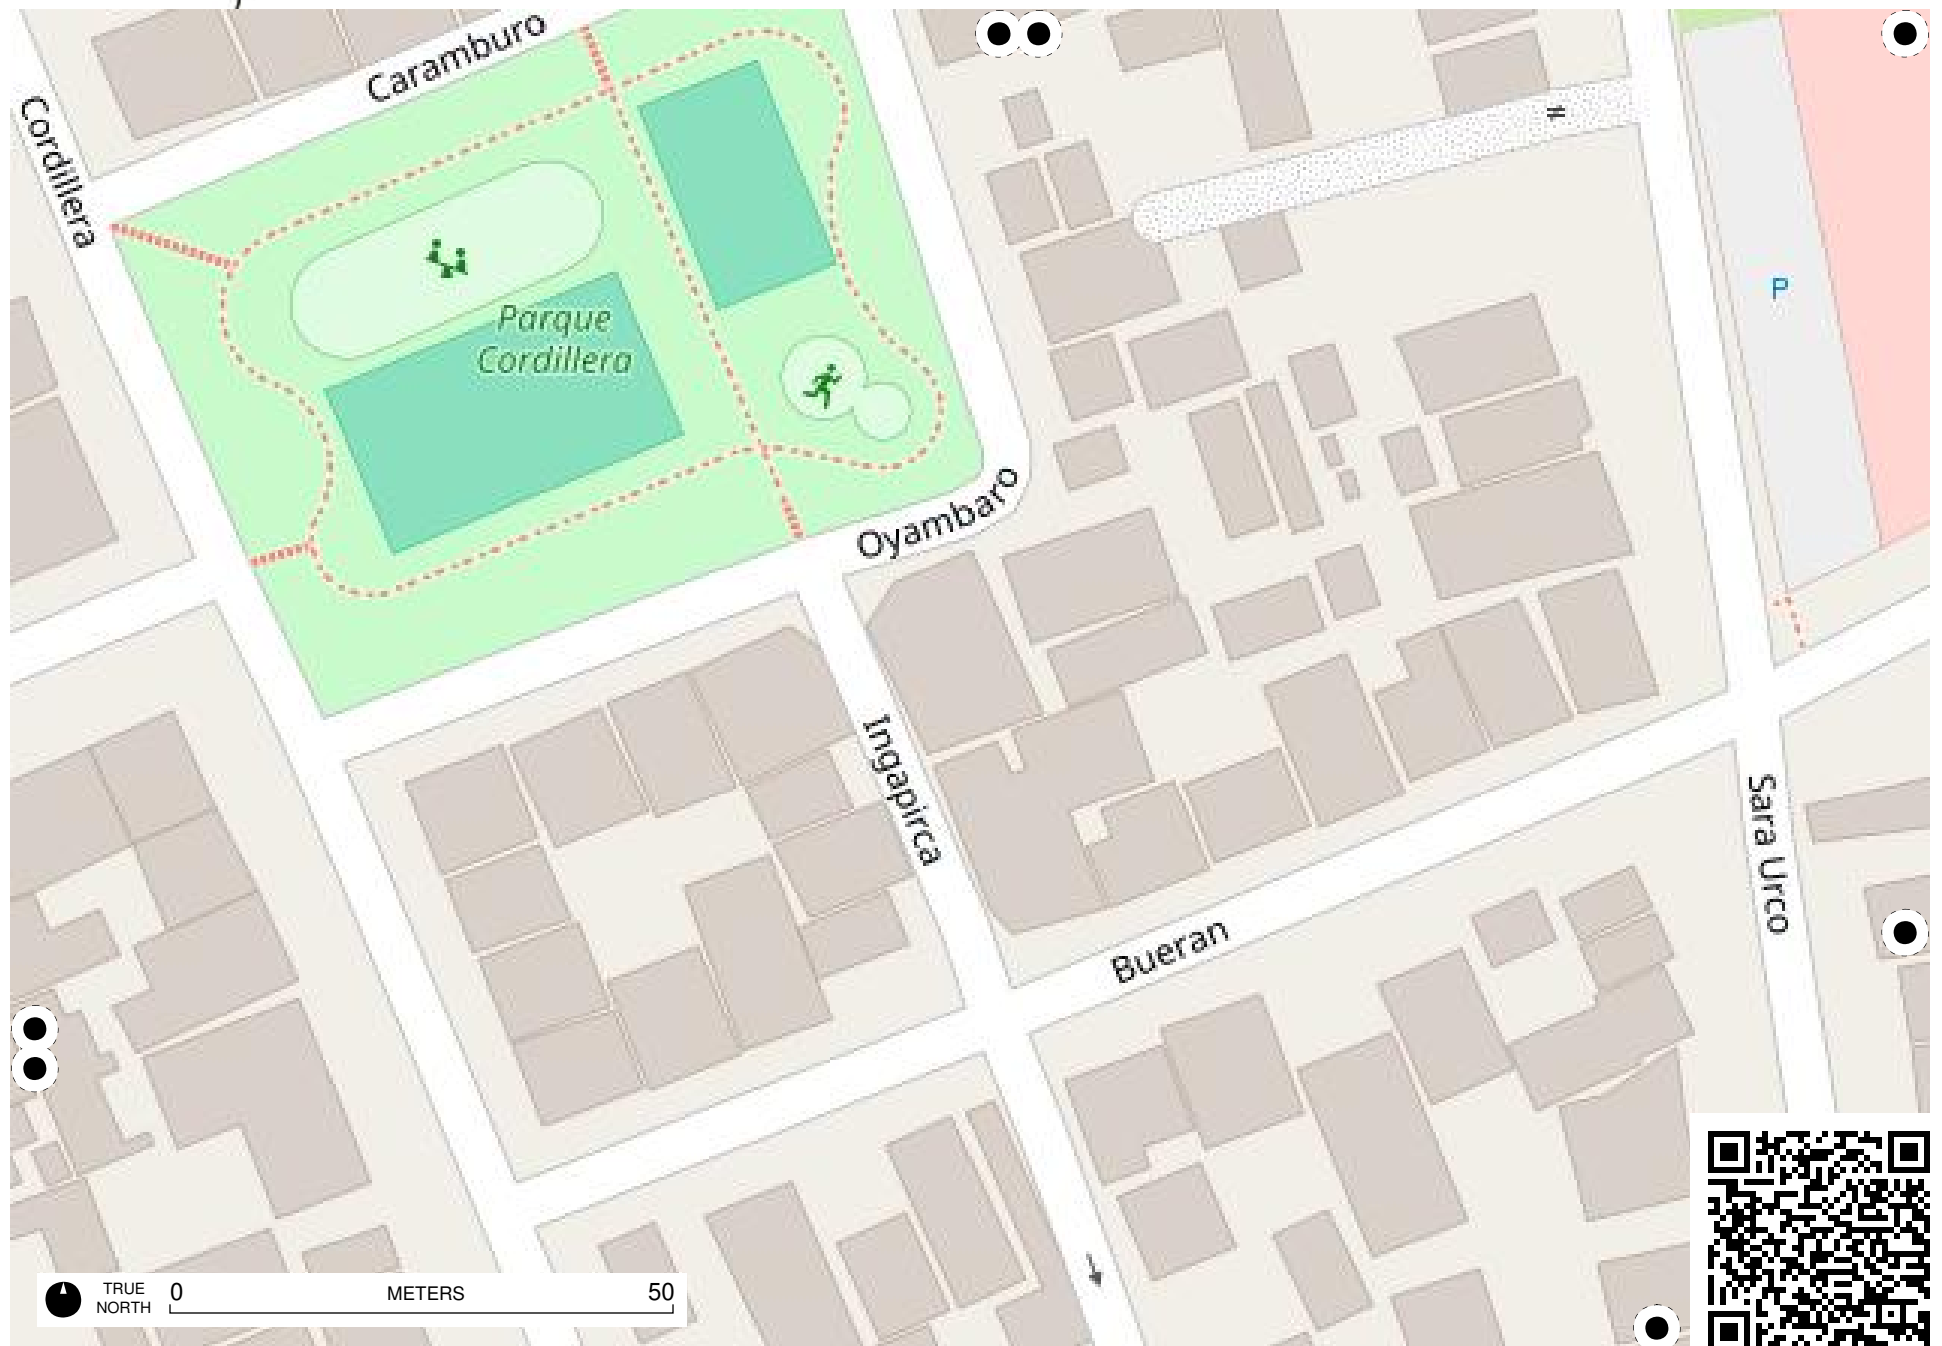 Caramburo
Cordillera
P
Parque
Cordillera
Oyambaro
Ingapirca
Sara Urco
Bueran
TRUE
NORTH
0 METERS 50